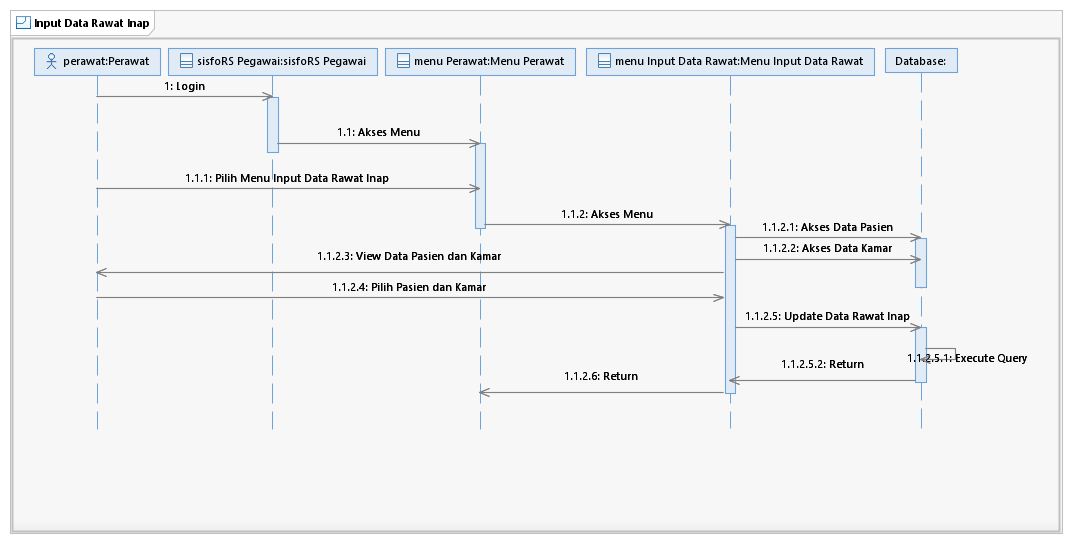 Input Data Rawat Inap
perawat:Perawat
sisfoRS Pegawai:sisfoRS Pegawai
menu Perawat:Menu Perawat
menu Input Data Rawat:Menu Input Data Rawat
Database:
1: Login
1.1: Akses Menu
1.1.1: Pilih Menu Input Data Rawat Inap
1.1.2: Akses Menu
1.1.2.1: Akses Data Pasien
1.1.2.2: Akses Data Kamar
1.1.2.3: View Data Pasien dan Kamar
1.1.2.4: Pilih Pasien dan Kamar
1.1.2.5: Update Data Rawat Inap
1.1.2.5.1: Execute Query
1.1.2.5.2: Return
1.1.2.6: Return